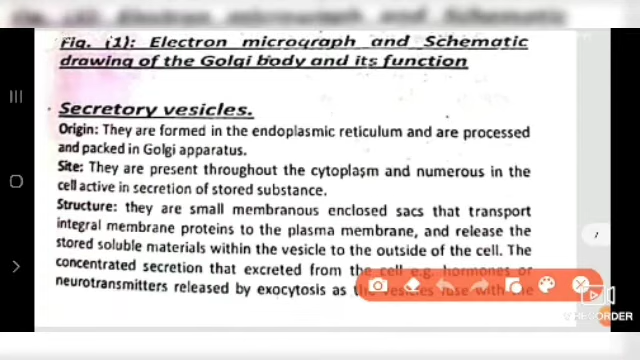 Fig. (1): Electron micrograph and Schematic
drawing of the Golgi body and its function
Secretory vesicles.
Origin: They are formed in the endoplasmic reticulum and are processed
and packed in Golgi apparatus.
Site: They are present throughout the cytoplasm and numerous in the
cell active in secretion of stored substance.
Structure: they are small membranous enclosed sacs that transport
integral membrane proteins to the plasma membrane, and release the
stored soluble materials within the vesicle to the outside of the cell. The
concentrated secretion that excreted from the cell e.g. hormones or
neurotransmitters released by exocytosis as the vesicles fuse with the
RECORDER